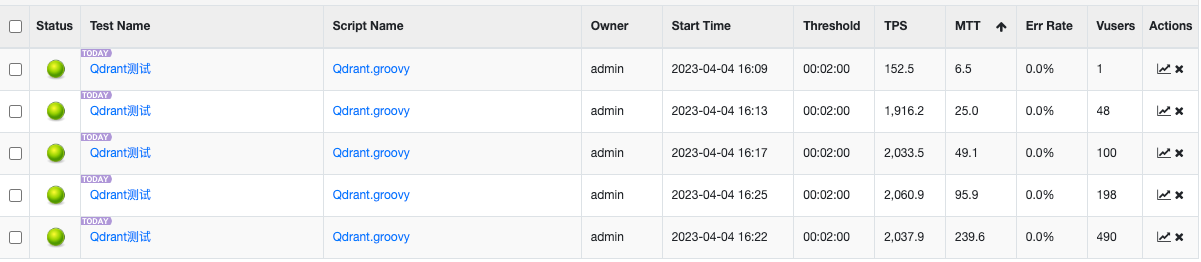 Status Test Name Script Name Owner Start Time Threshold TPS MTT Err Rate Vusers Actions
TODAY
Qdrant测试 Qdrant.groovy admin 2023-04-04 16:09 00:02:00 152.5 6.5 0.0% 1
TODAY
Qdrant测试 Qdrant.groovy admin 2023-04-04 16:13 00:02:00 1,916.2 25.0 0.0% 48
TODAY
Qdrant测试 Qdrant.groovy admin 2023-04-04 16:17 00:02:00 2,033.5 49.1 0.0% 100
TODAY
Qdrant测试 Qdrant.groovy admin 2023-04-04 16:25 00:02:00 2,060.9 95.9 0.0% 198
TODAY
Qdrant测试 Qdrant.groovy admin 2023-04-04 16:22 00:02:00 2,037.9 239.6 0.0% 490